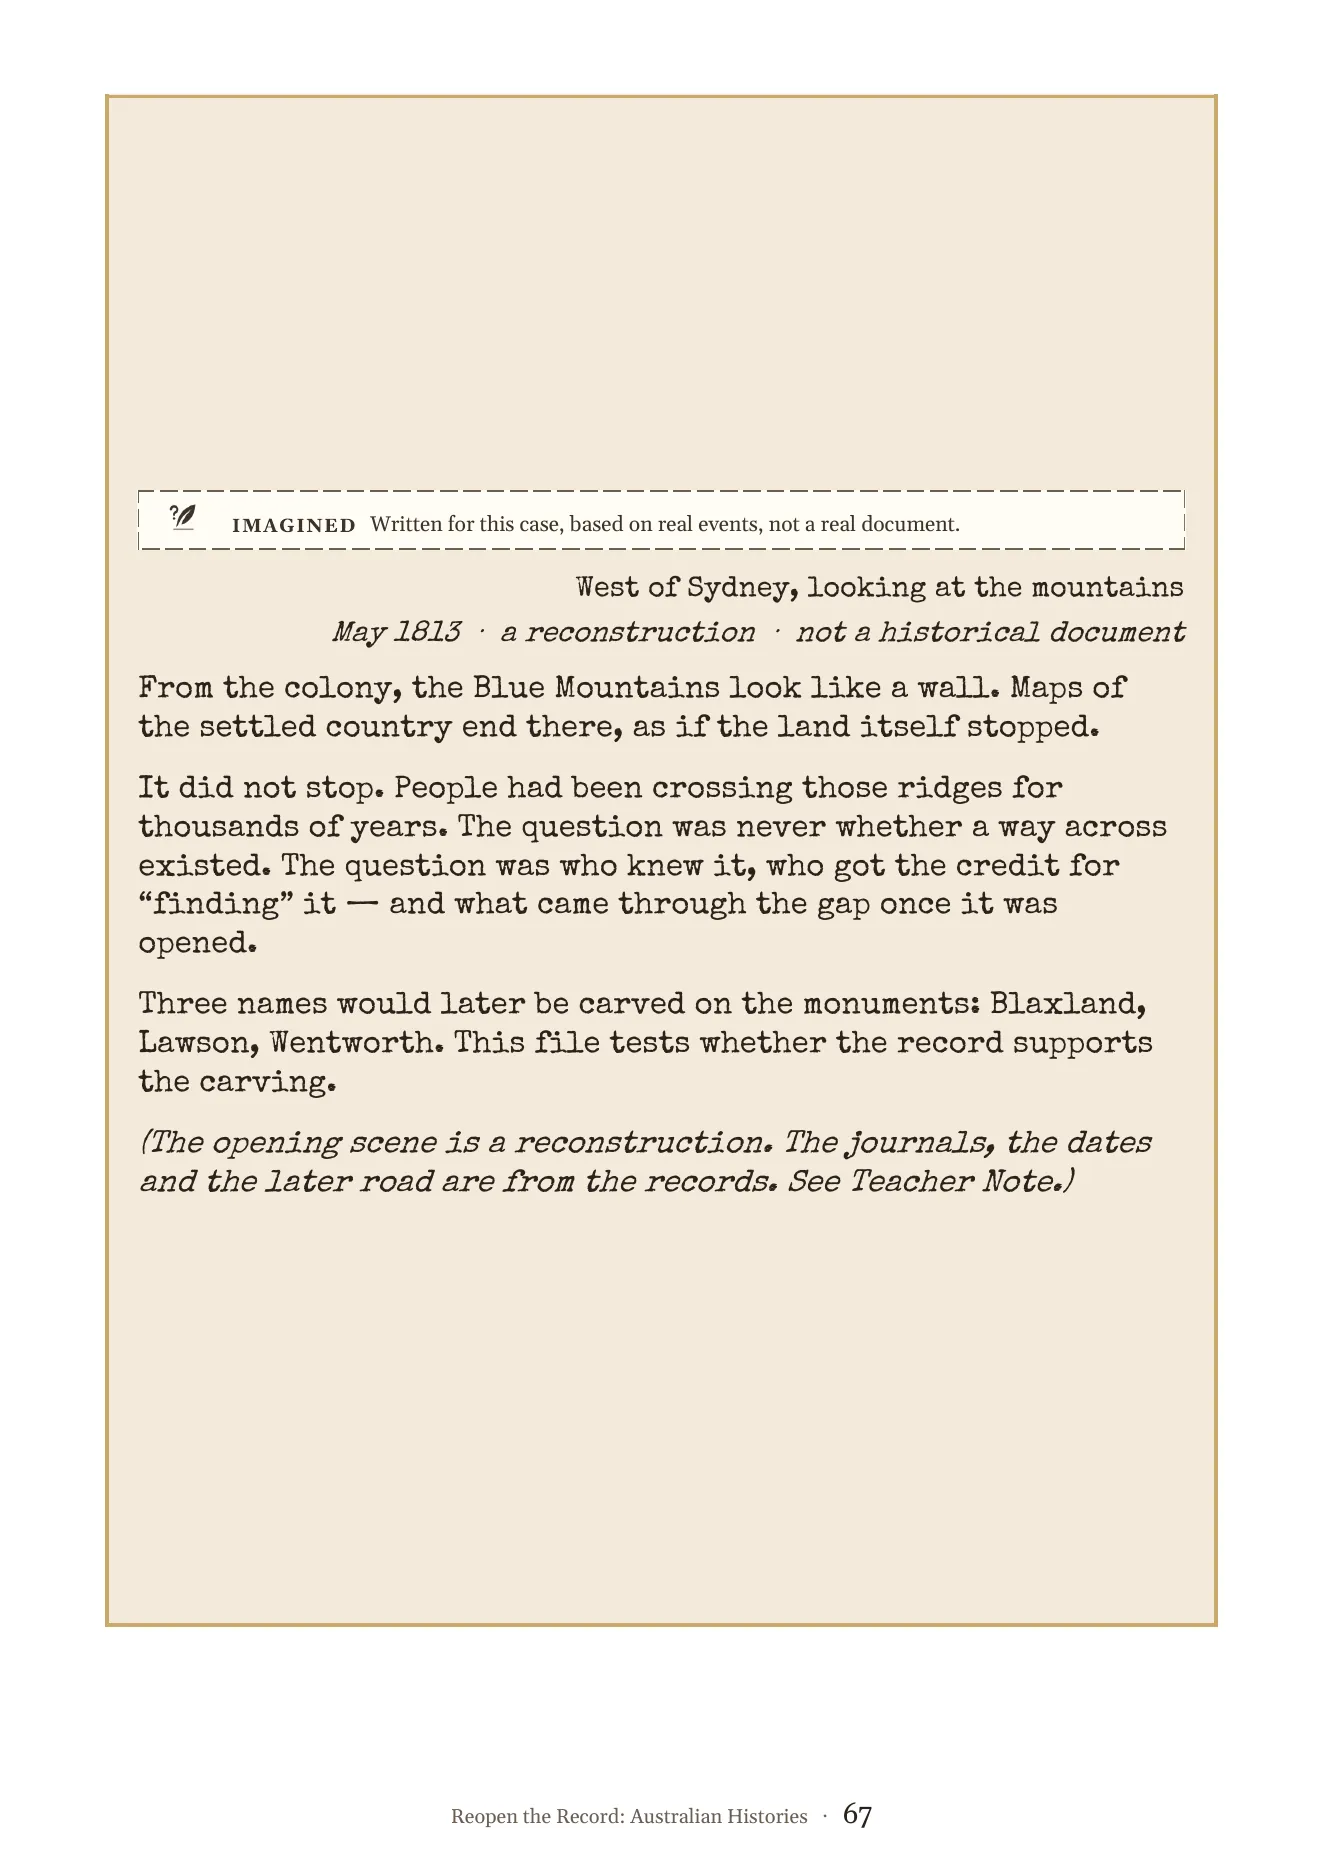 IMAGINED Written for this case, based on real events, not a real document.
West of Sydney, looking at the mountains
May 1813 · a reconstruction · not a historical document
From the colony, the Blue Mountains look like a wall. Maps of
the settled country end there, as if the land itself stopped.
It did not stop. People had been crossing those ridges for
thousands of years. The question was never whether a way across
existed. The question was who knew it, who got the credit for
“finding” it — and what came through the gap once it was
opened.
Three names would later be carved on the monuments: Blaxland,
Lawson, Wentworth. This file tests whether the record supports
the carving.
(The opening scene is a reconstruction. The journals, the dates
and the later road are from the records. See Teacher Note.)
Reopen the Record: Australian Histories · 67